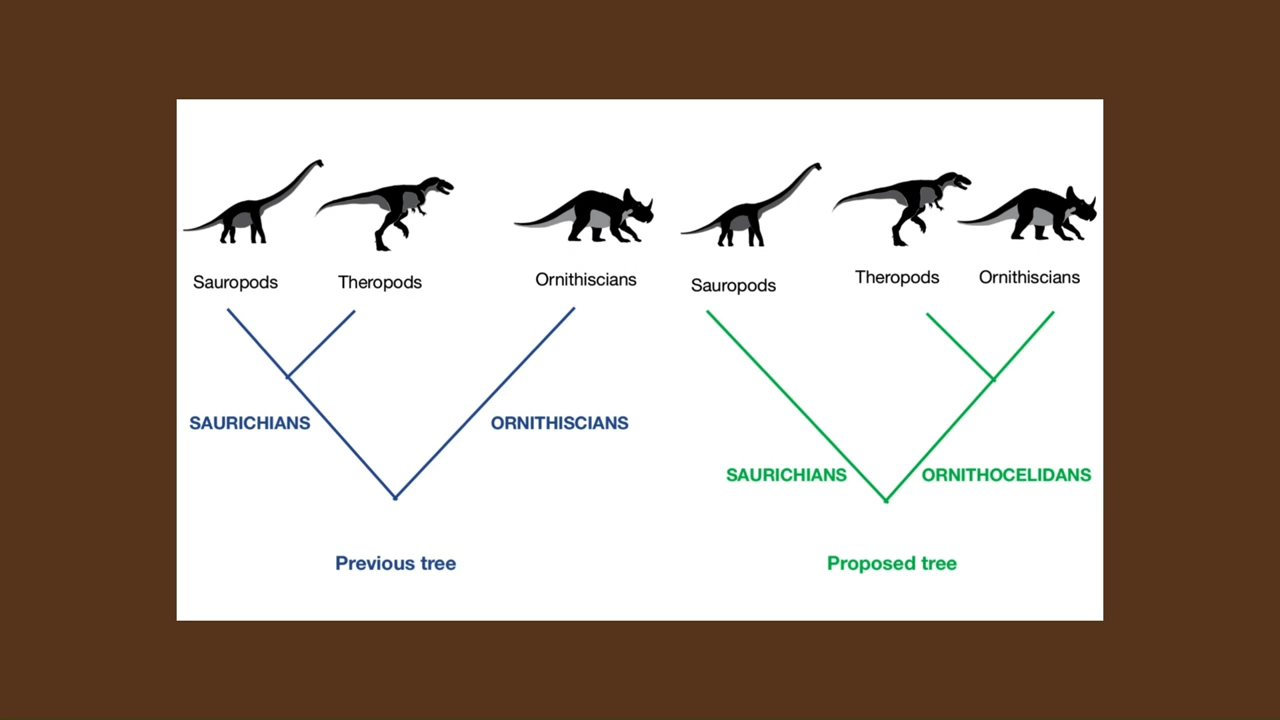 Sauropods
Theropods
Ornithiscians
SAURICHIANS
ORNITHISCIANS
Previous tree
Sauropods
Theropods
Ornithiscians
SAURICHIANS
ORNITHOCELIDANS
Proposed tree